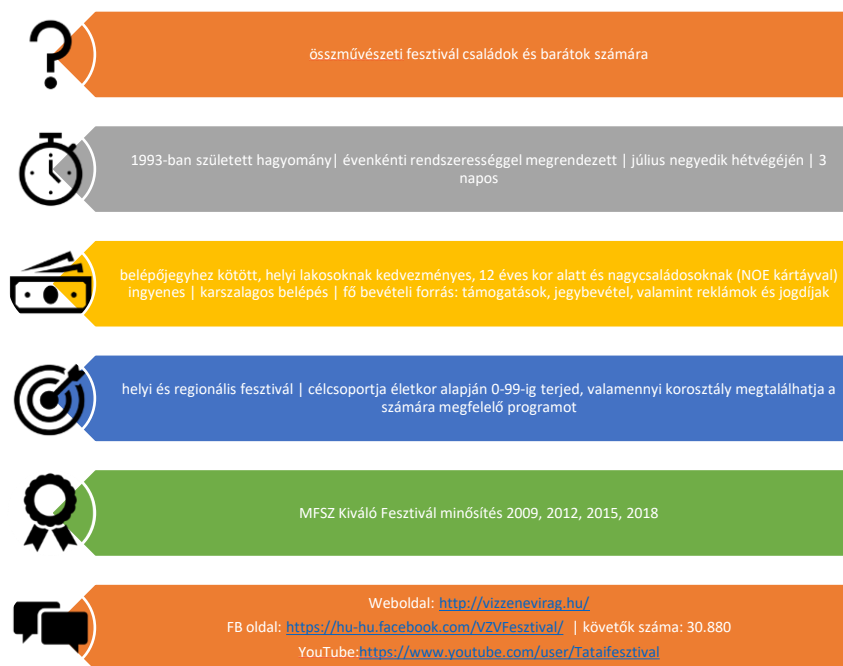 összművészeti fesztivál családok és barátok számára
1993-ban született hagyomány| évenkénti rendszerességgel megrendezett | július negyedik hétvégéjén | 3
napos
belépőjegyhez kötött, helyi lakosoknak kedvezményes, 12 éves kor alatt és nagycsaládosoknak (NOE kártyával)
ingyenes | karszalagos belépés | fő bevételi forrás: támogatások, jegybevétel, valamint reklámok és jogdíjak
helyi és regionális fesztivál | célcsoportja életkor alapján 0-99-ig terjed, valamennyi korosztály megtalálhatja a
számára megfelelő programot
MFSZ Kiváló Fesztivál minősítés 2009, 2012, 2015, 2018
Weboldal: http://vizzenevirag.hu/
FB oldal: https://hu-hu.facebook.com/VZVFesztival/ | követők száma: 30.880
YouTube:https://www.youtube.com/user/Tataifesztival